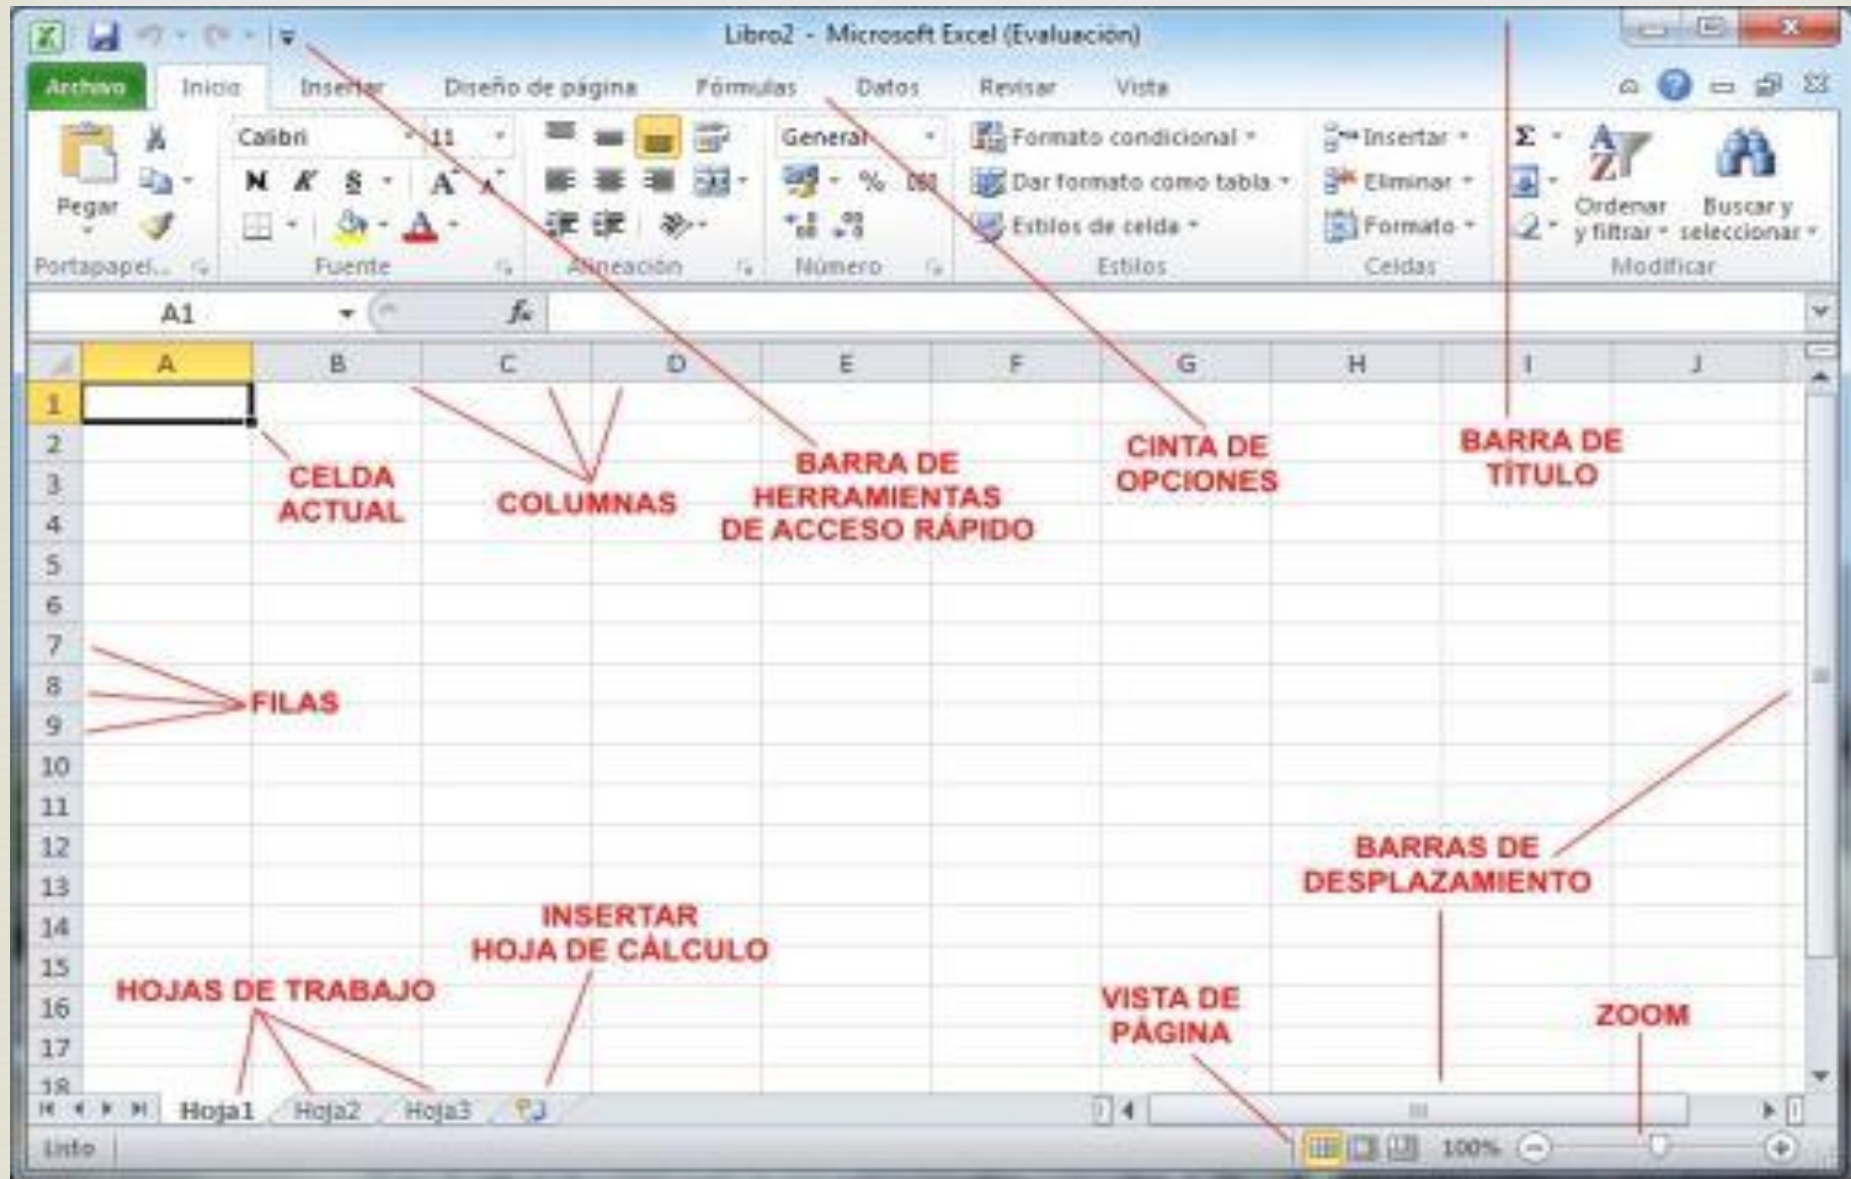 Libro2 - Microsoft Excel (Evaluación)
Archivo Inicio Insertar Diseño de página Fórmulas Datos Revisar Vista
Calibri 11 General Formato condicional Insertar Σ
Pegar N K S A A % 000 Dar formato como tabla Eliminar Ordenar y filtrar Buscar y seleccionar
A Estilos de celda Formato
Portapapel... Fuente Alineación Número Estilos Celdas Modificar
A1 fx
A B C D E F G H I J
1
2
3
4
5
6
7
8
9
10
11
12
13
14
15
16
17
18
CELDA
ACTUAL
COLUMNAS
BARRA DE
HERRAMIENTAS
DE ACCESO RÁPIDO
CINTA DE
OPCIONES
BARRA DE
TÍTULO
FILAS
BARRAS DE
DESPLAZAMIENTO
INSERTAR
HOJA DE CÁLCULO
HOJAS DE TRABAJO
VISTA DE
PÁGINA
ZOOM
Hoja1 Hoja2 Hoja3
Listo 100%